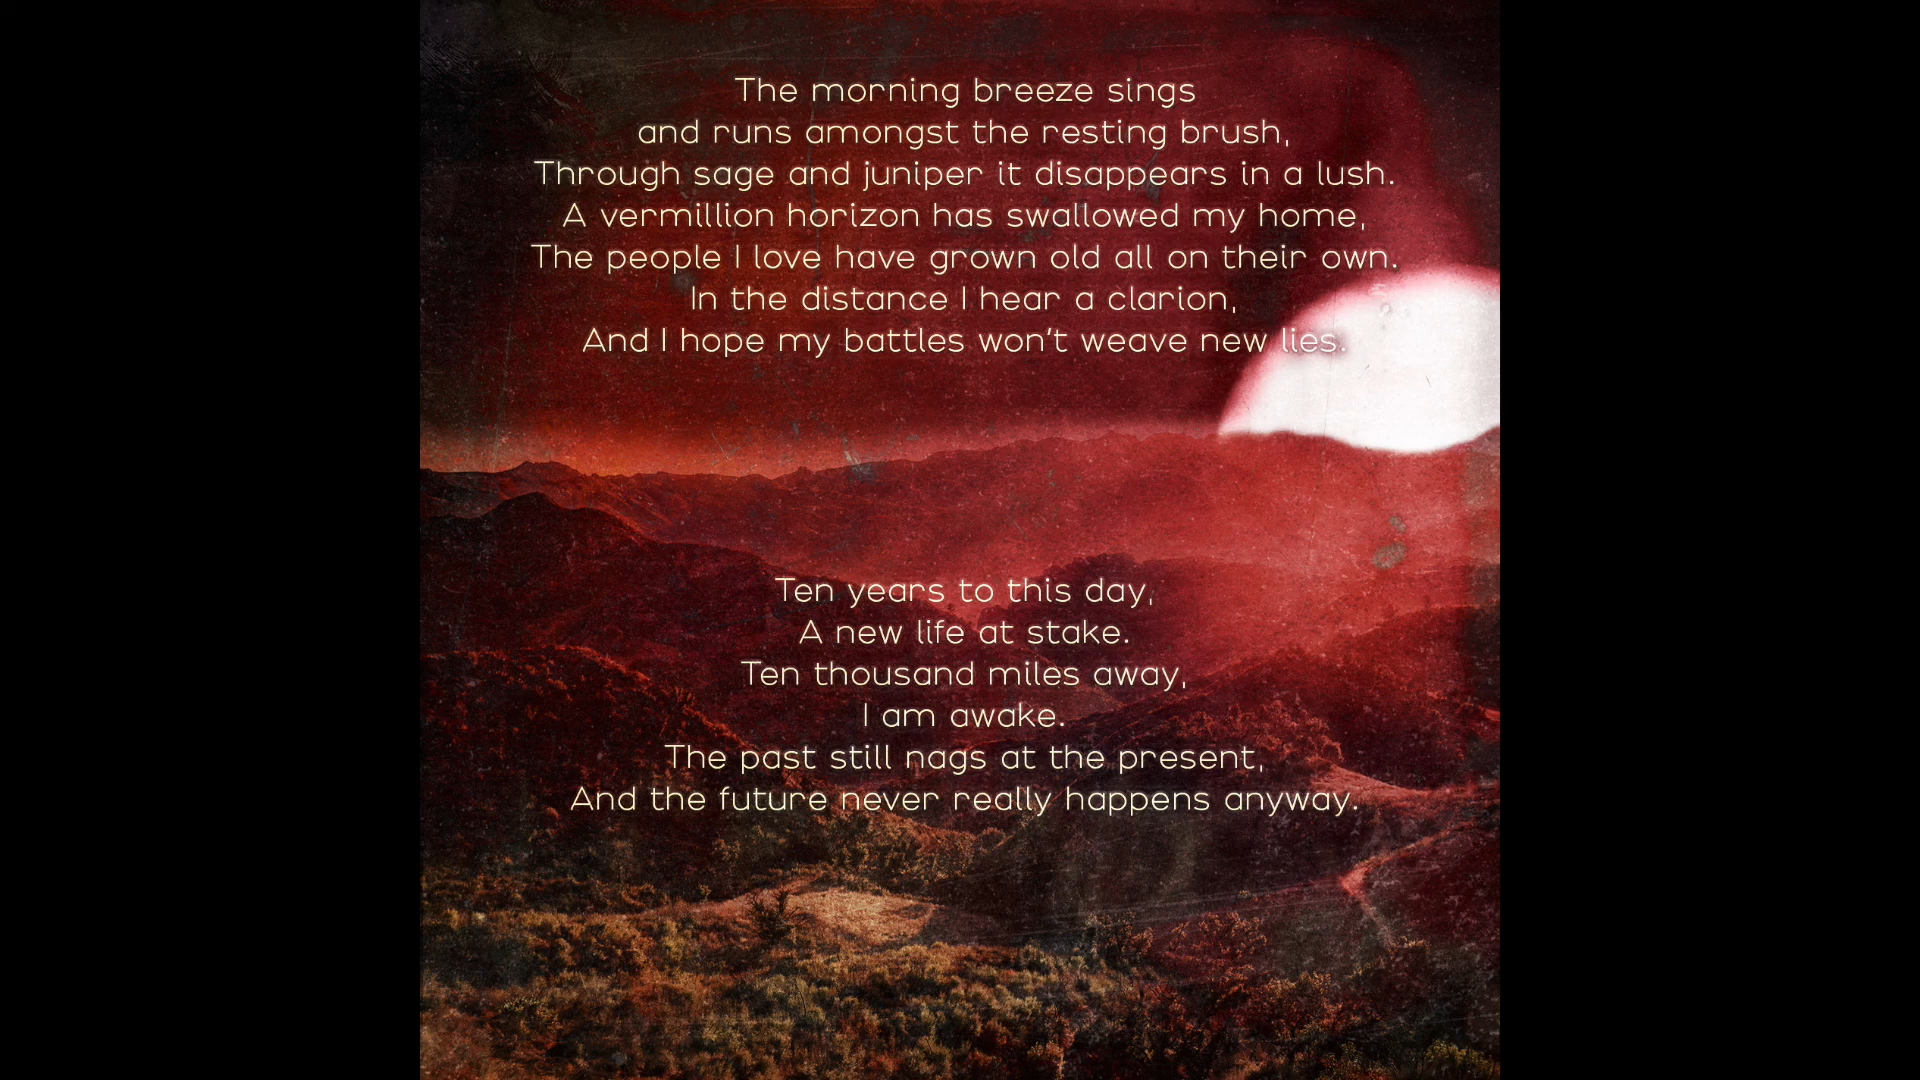 The morning breeze sings
and runs amongst the resting brush,
Through sage and juniper it disappears in a lush.
A vermillion horizon has swallowed my home,
The people I love have grown old all on their own.
In the distance I hear a clarion,
And I hope my battles won't weave new lies.
Ten years to this day,
A new life at stake.
Ten thousand miles away,
I am awake.
The past still nags at the present,
And the future never really happens anyway.